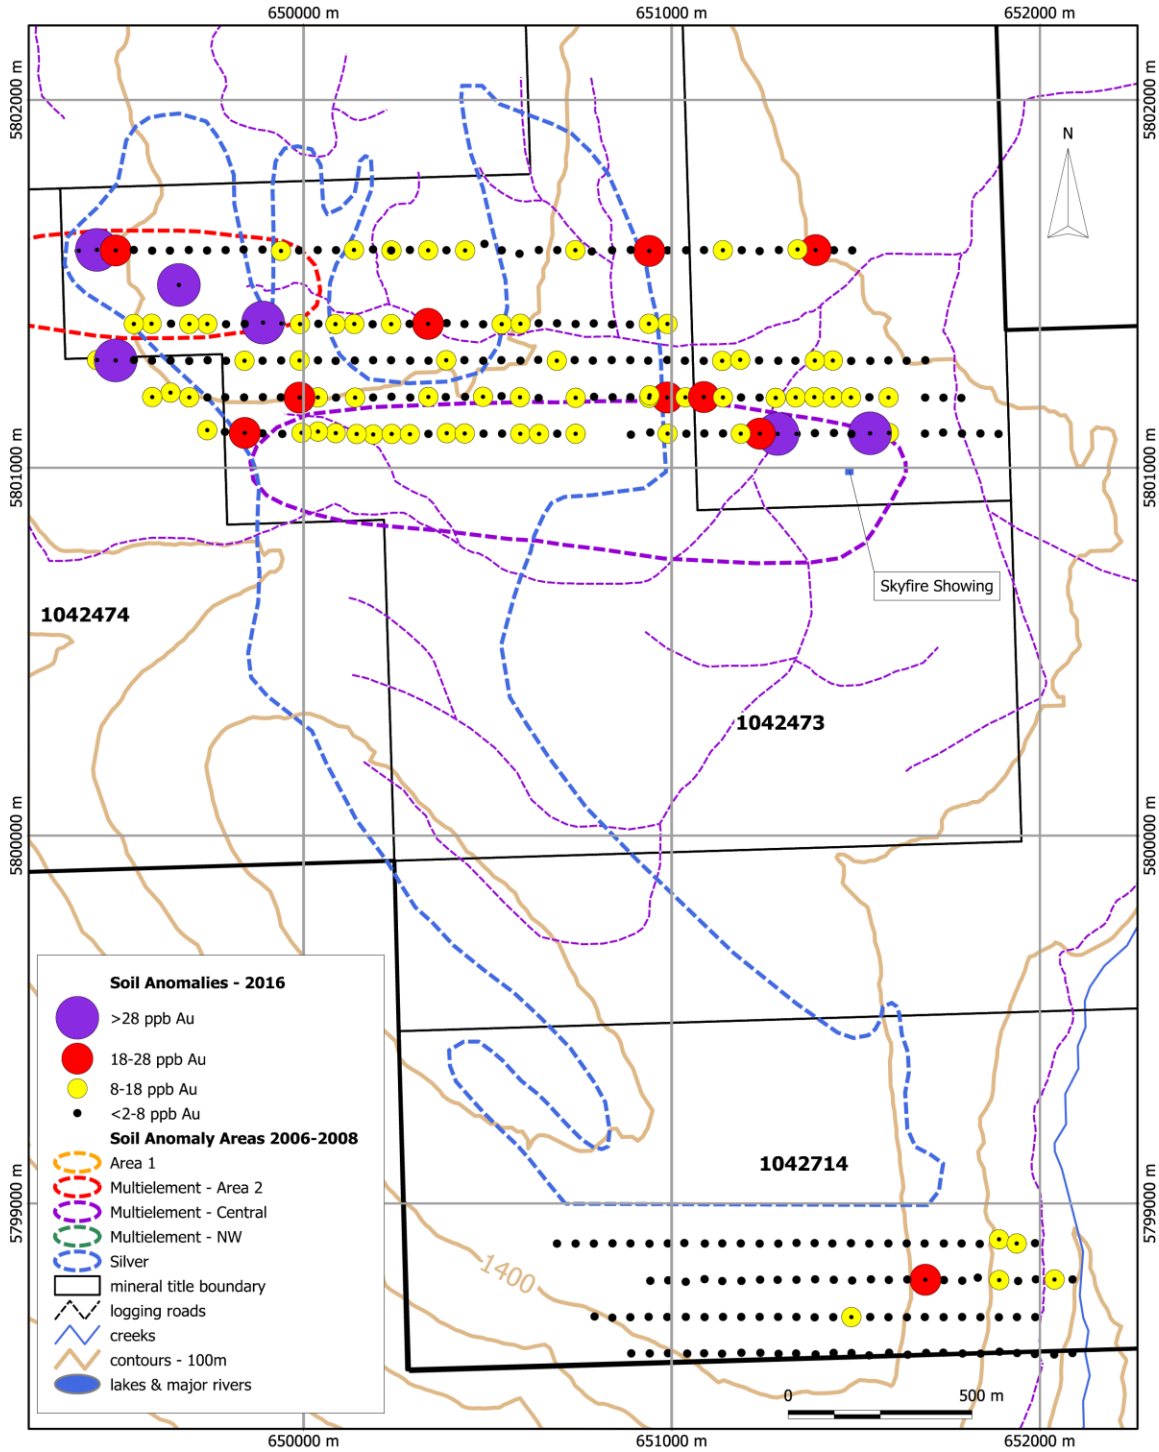 650000 m
651000 m
652000 m
5802000 m
5802000 m
N
5801000 m
5801000 m
Skyfire Showing
1042474
1042473
5800000 m
5800000 m
Soil Anomalies - 2016
>28 ppb Au
18-28 ppb Au
8-18 ppb Au
<2-8 ppb Au
Soil Anomaly Areas 2006-2008
Area 1
Multielement - Area 2
Multielement - Central
Multielement - NW
Silver
mineral title boundary
logging roads
creeks
contours - 100m
lakes & major rivers
1042714
5799000 m
5799000 m
1400
0 500 m
650000 m
651000 m
652000 m